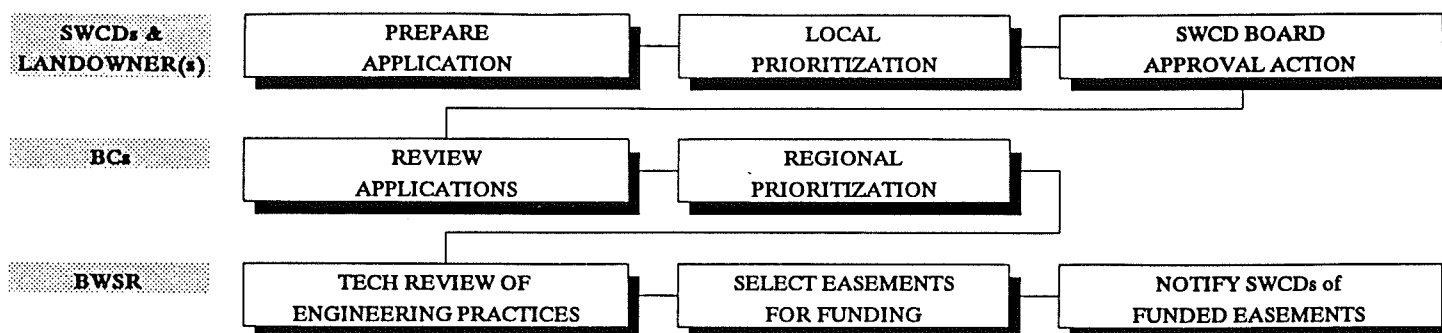 SWCDs &
LANDOWNER(s)
PREPARE
APPLICATION
LOCAL
PRIORITIZATION
SWCD BOARD
APPROVAL ACTION
BCs
REVIEW
APPLICATIONS
REGIONAL
PRIORITIZATION
BWSR
TECH REVIEW OF
ENGINEERING PRACTICES
SELECT EASEMENTS
FOR FUNDING
NOTIFY SWCDs of
FUNDED EASEMENTS